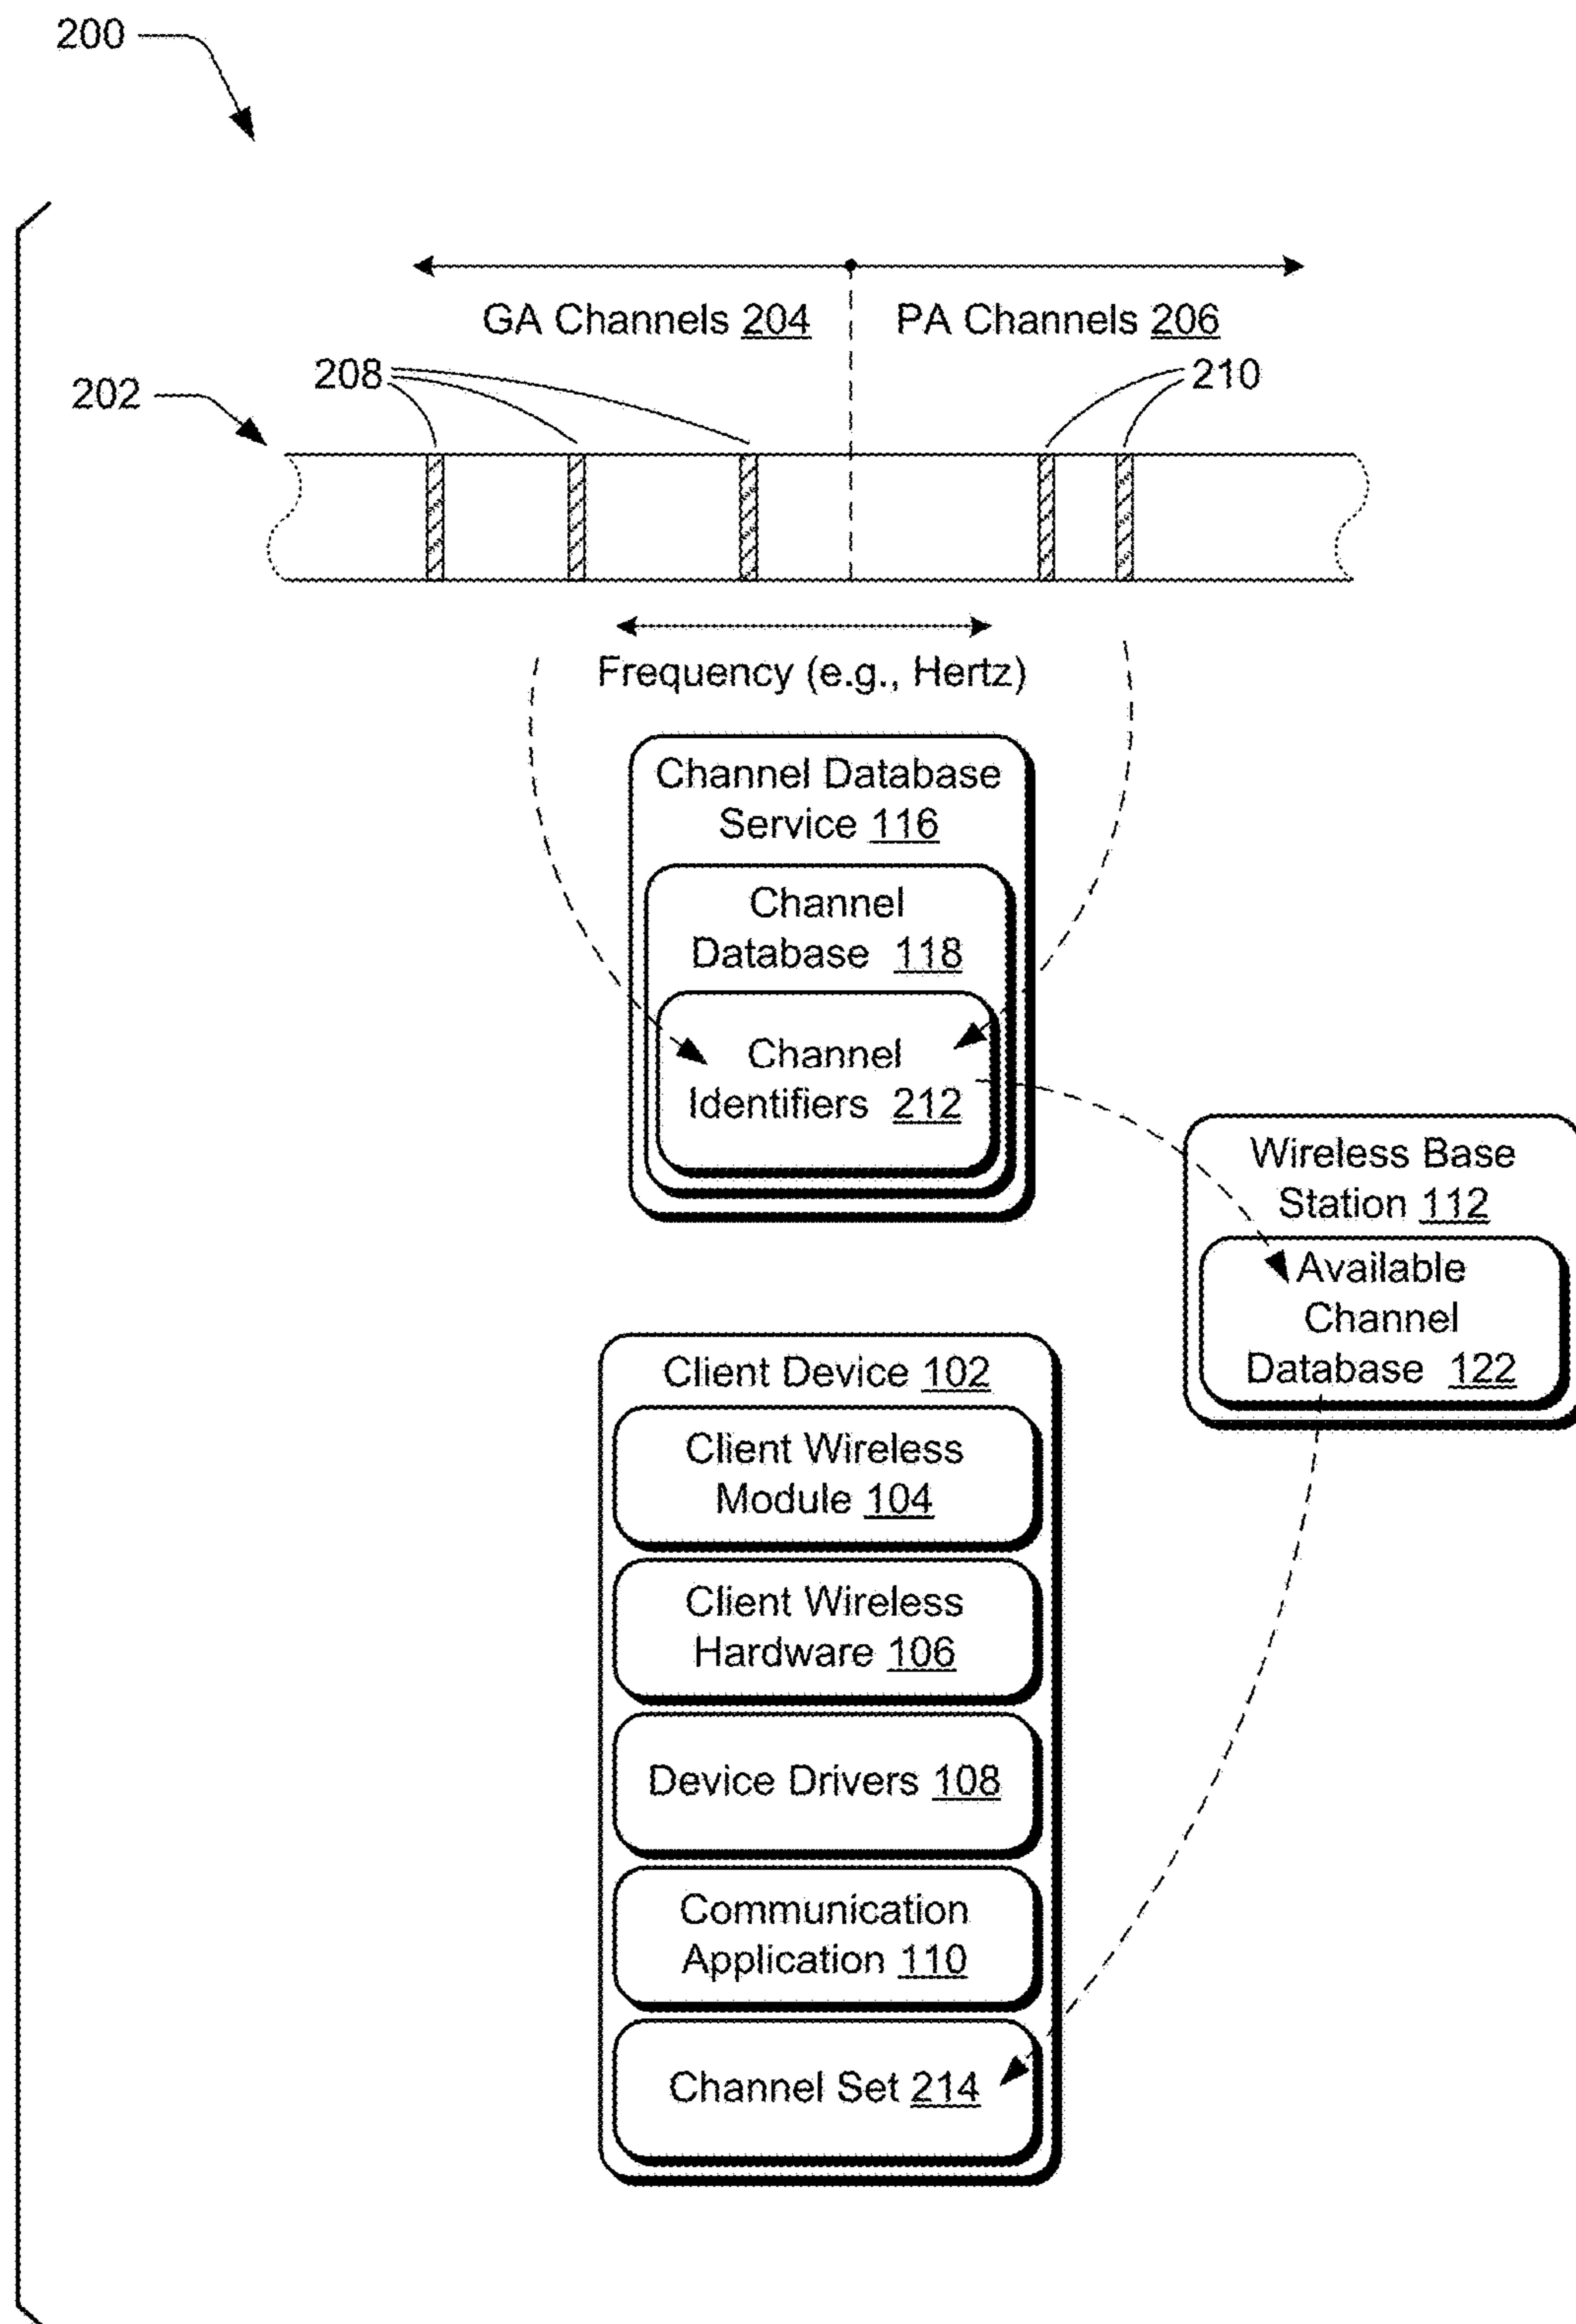 200
GA Channels 204
PA Channels 206
202
208
210
Frequency (e.g., Hertz)
Channel Database
Service 116
Channel
Database 118
Channel
Identifiers 212
Wireless Base
Station 112
Available
Channel
Database 122
Client Device 102
Client Wireless
Module 104
Client Wireless
Hardware 106
Device Drivers 108
Communication
Application 110
Channel Set 214